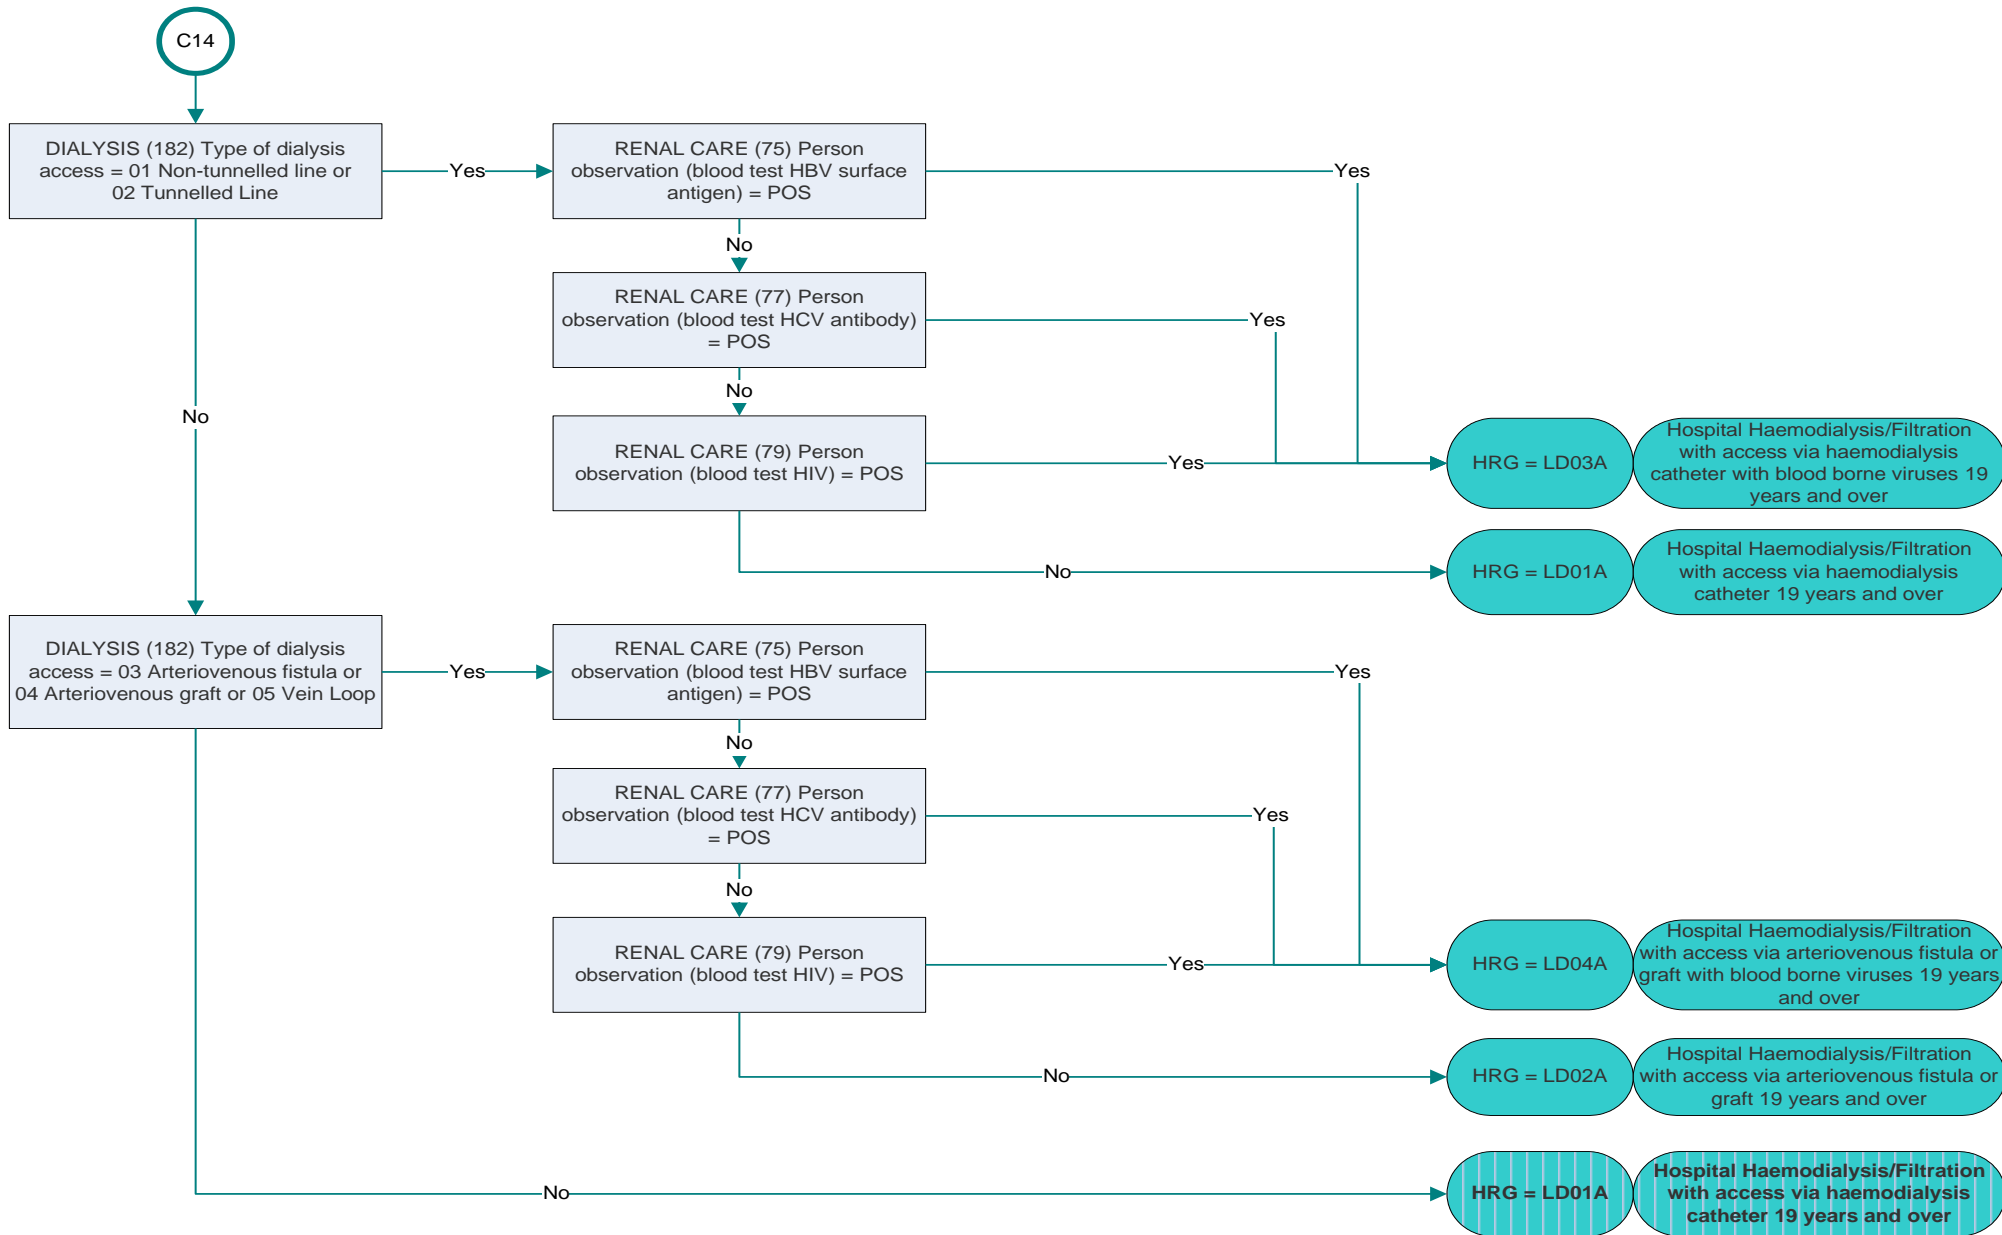 C14
DIALYSIS (182) Type of dialysis
access = 01 Non-tunnelled line or
02 Tunnelled Line
Yes
RENAL CARE (75) Person
observation (blood test HBV surface
antigen) = POS
Yes
No
RENAL CARE (77) Person
observation (blood test HCV antibody)
= POS
Yes
No
No
RENAL CARE (79) Person
observation (blood test HIV) = POS
Yes
HRG = LD03A
Hospital Haemodialysis/Filtration
with access via haemodialysis
catheter with blood borne viruses 19
years and over
No
HRG = LD01A
Hospital Haemodialysis/Filtration
with access via haemodialysis
catheter 19 years and over
DIALYSIS (182) Type of dialysis
access = 03 Arteriovenous fistula or
04 Arteriovenous graft or 05 Vein Loop
Yes
RENAL CARE (75) Person
observation (blood test HBV surface
antigen) = POS
Yes
No
RENAL CARE (77) Person
observation (blood test HCV antibody)
= POS
Yes
No
RENAL CARE (79) Person
observation (blood test HIV) = POS
Yes
HRG = LD04A
Hospital Haemodialysis/Filtration
with access via arteriovenous fistula or
graft with blood borne viruses 19 years
and over
No
HRG = LD02A
Hospital Haemodialysis/Filtration
with access via arteriovenous fistula or
graft 19 years and over
No
HRG = LD01A
Hospital Haemodialysis/Filtration
with access via haemodialysis
catheter 19 years and over